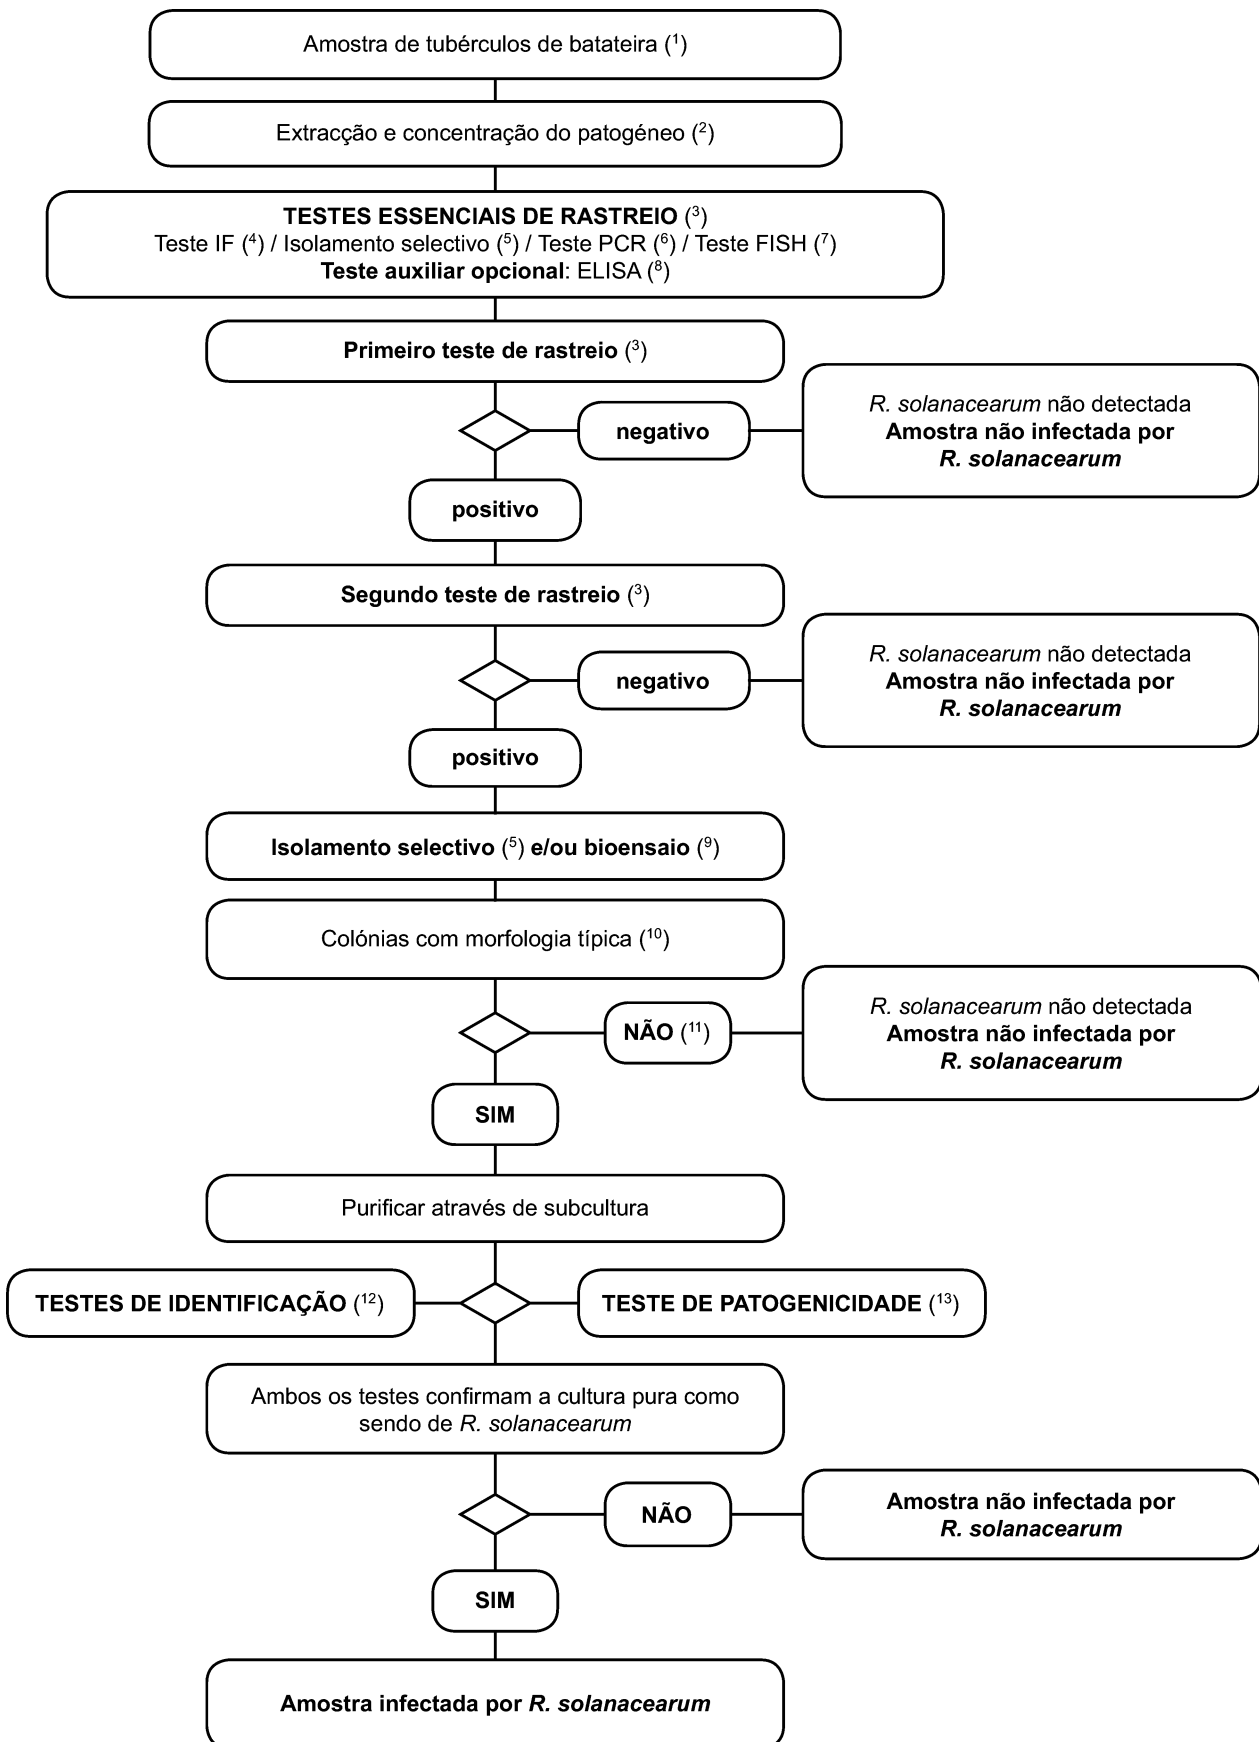 Amostra de tubérculos de batateira (¹)
Extracção e concentração do patogéneo (²)
TESTES ESSENCIAIS DE RASTREIO (³)
Teste IF (⁴) / Isolamento selectivo (⁵) / Teste PCR (⁶) / Teste FISH (⁷)
Teste auxiliar opcional: ELISA (⁸)
Primeiro teste de rastreio (³)
negativo
R. solanacearum não detectada
Amostra não infectada por
R. solanacearum
positivo
Segundo teste de rastreio (³)
negativo
R. solanacearum não detectada
Amostra não infectada por
R. solanacearum
positivo
Isolamento selectivo (⁵) e/ou bioensaio (⁹)
Colónias com morfologia típica (¹⁰)
NÃO (¹¹)
R. solanacearum não detectada
Amostra não infectada por
R. solanacearum
SIM
Purificar através de subcultura
TESTES DE IDENTIFICAÇÃO (¹²)
TESTE DE PATOGENICIDADE (¹³)
Ambos os testes confirmam a cultura pura como
sendo de R. solanacearum
NÃO
Amostra não infectada por
R. solanacearum
SIM
Amostra infectada por R. solanacearum